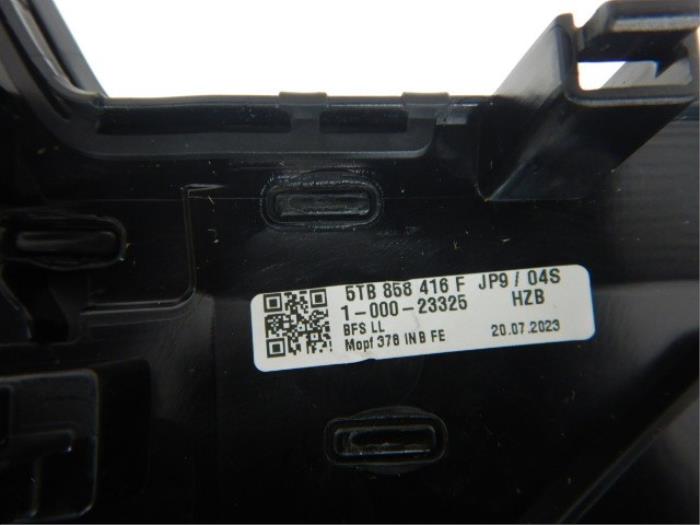 5TB 858 416 F JP9 / 04S
1-000-23325 HZB
BFS LL
Mopf 378 INB FE 20.07.2023